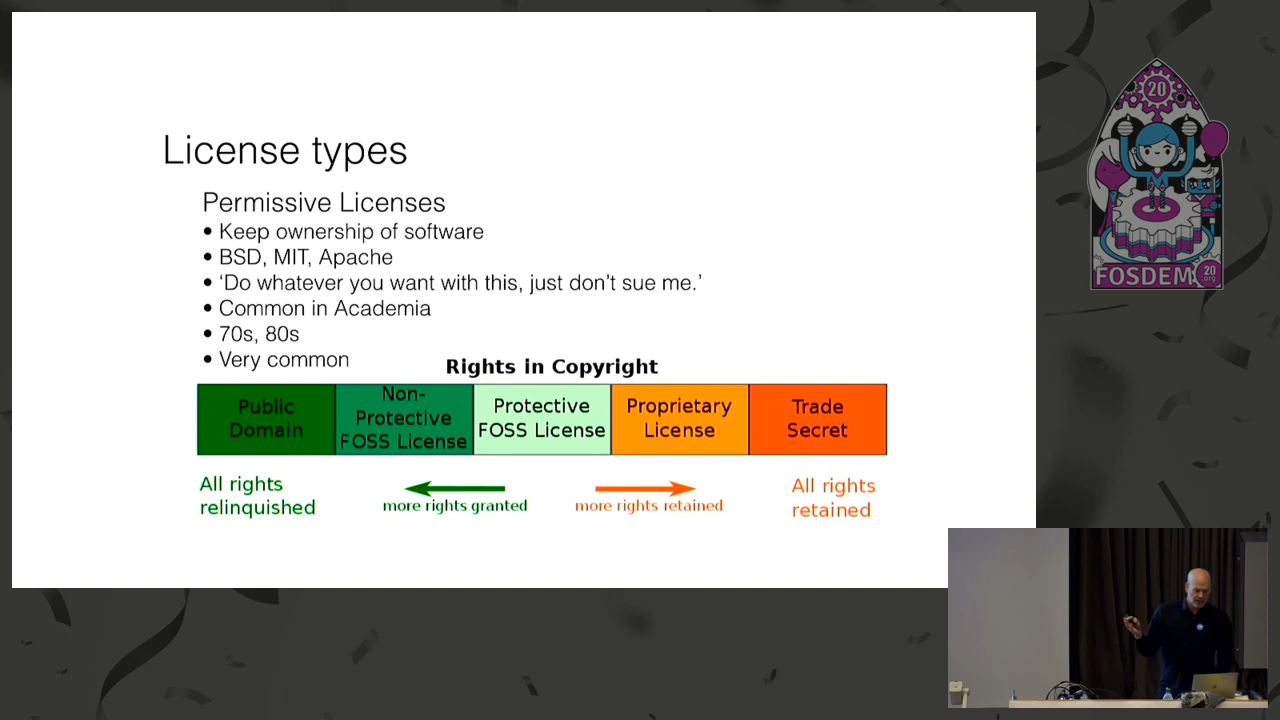 License types
Permissive Licenses
• Keep ownership of software
• BSD, MIT, Apache
• ‘Do whatever you want with this, just don’t sue me.’
• Common in Academia
• 70s, 80s
• Very common
Rights in Copyright
Public
Domain
Non-
Protective
FOSS License
Protective
FOSS License
Proprietary
License
Trade
Secret
All rights
relinquished
more rights granted
more rights retained
All rights
retained
20
FOSDEM
20
.org